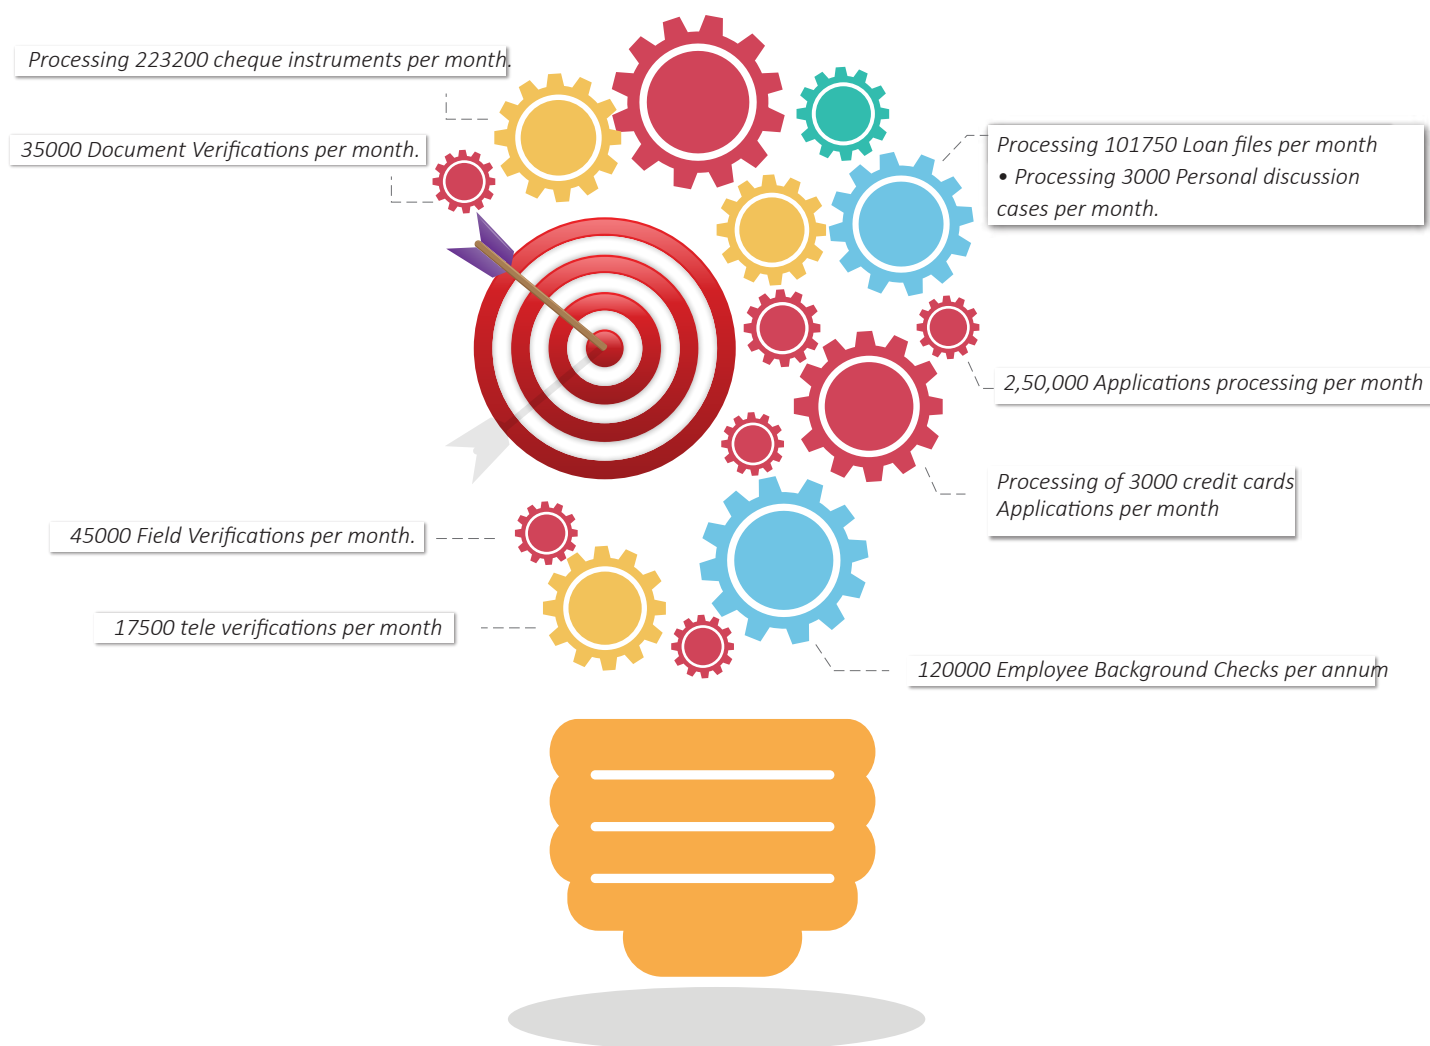 Processing 223200 cheque instruments per month.
35000 Document Verifications per month.
Processing 101750 Loan files per month
• Processing 3000 Personal discussion
cases per month.
2,50,000 Applications processing per month
Processing of 3000 credit cards
Applications per month
45000 Field Verifications per month.
17500 tele verifications per month
120000 Employee Background Checks per annum